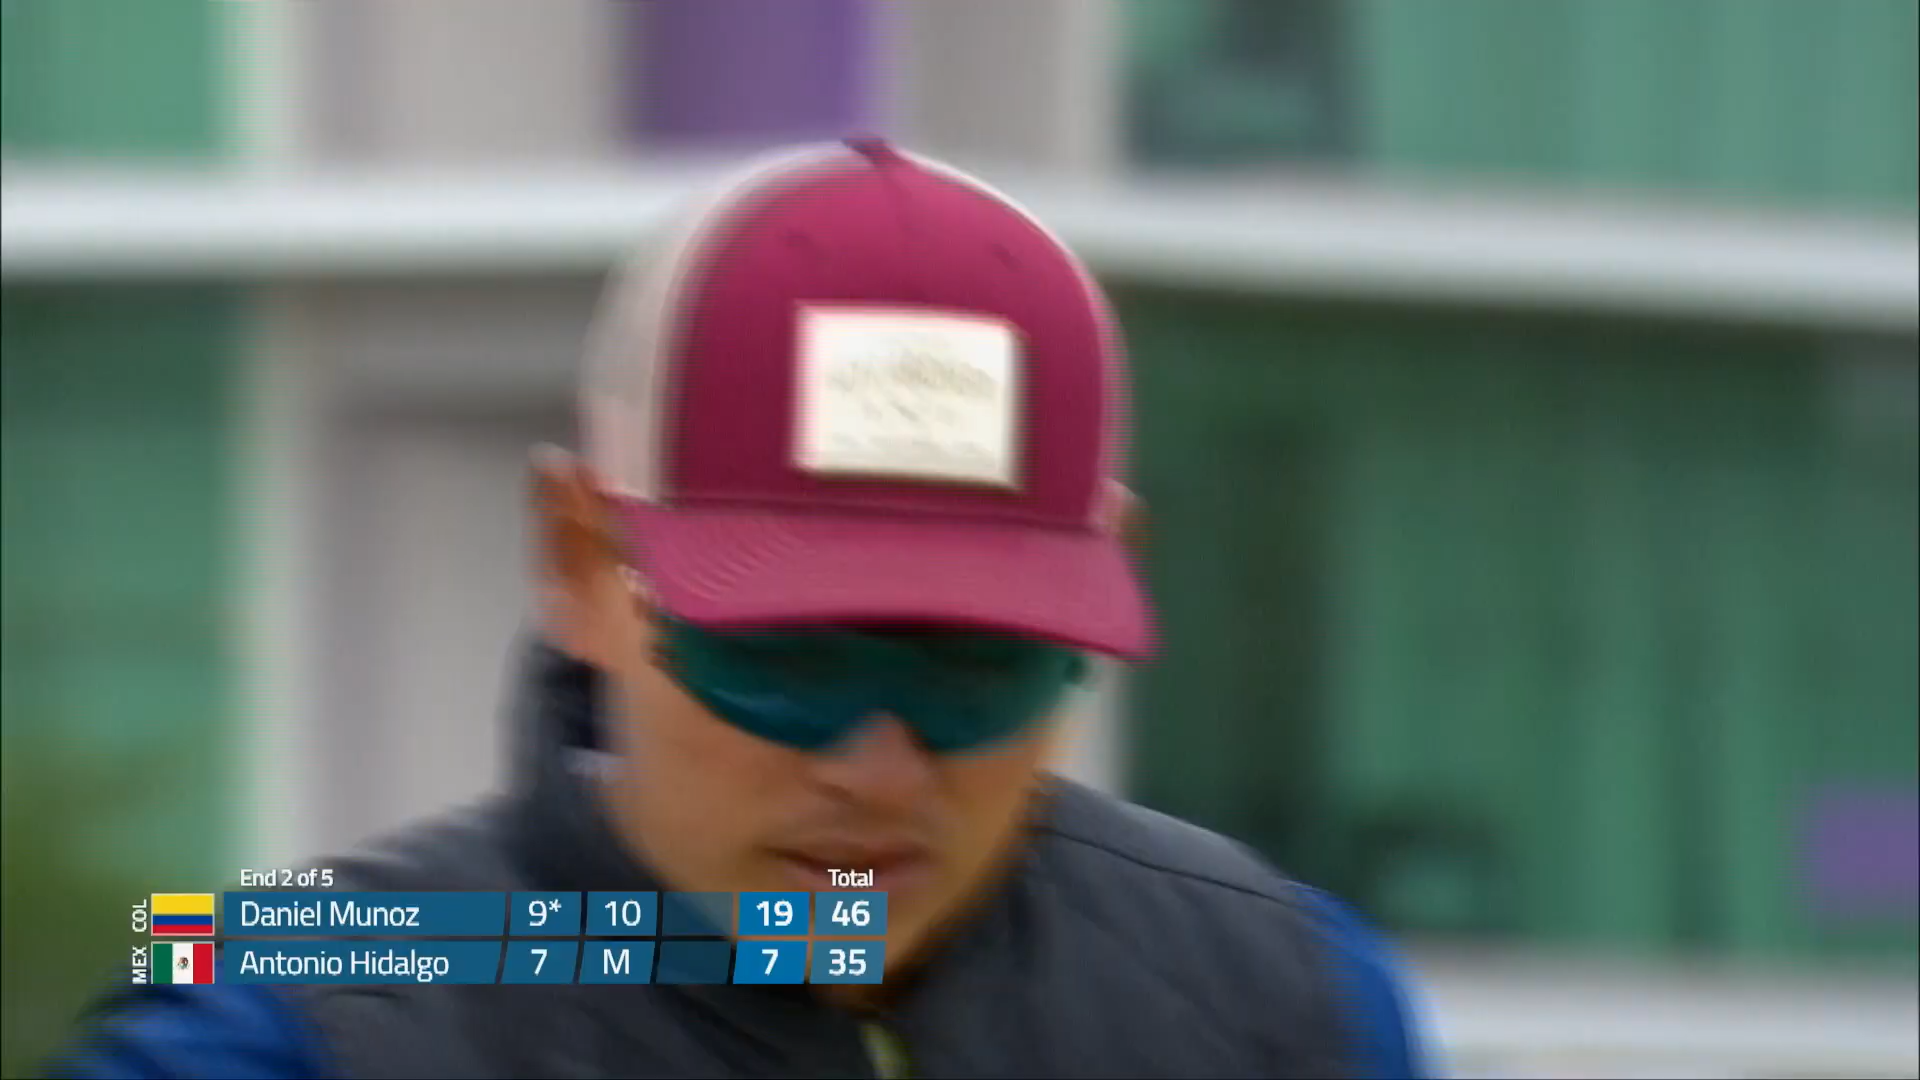 End 2 of 5 Total
COL Daniel Munoz 9* 10 19 46
MEX Antonio Hidalgo 7 M 7 35